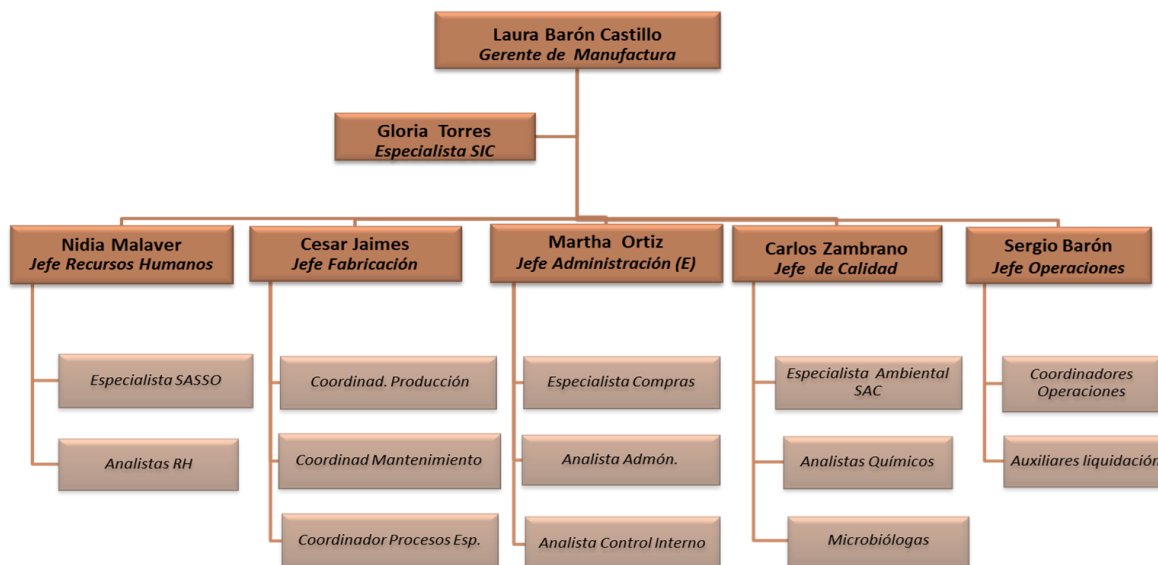 Laura Barón Castillo
Gerente de Manufactura
Gloria Torres
Especialista SIC
Nidia Malaver
Jefe Recursos Humanos
Cesar Jaimes
Jefe Fabricación
Martha Ortiz
Jefe Administración (E)
Carlos Zambrano
Jefe de Calidad
Sergio Barón
Jefe Operaciones
Especialista SASSO
Analistas RH
Coordinad. Producción
Coordinad Mantenimiento
Coordinador Procesos Esp.
Especialista Compras
Analista Admón.
Analista Control Interno
Especialista Ambiental
SAC
Analistas Químicos
Microbiólogas
Coordinadores
Operaciones
Auxiliares liquidación